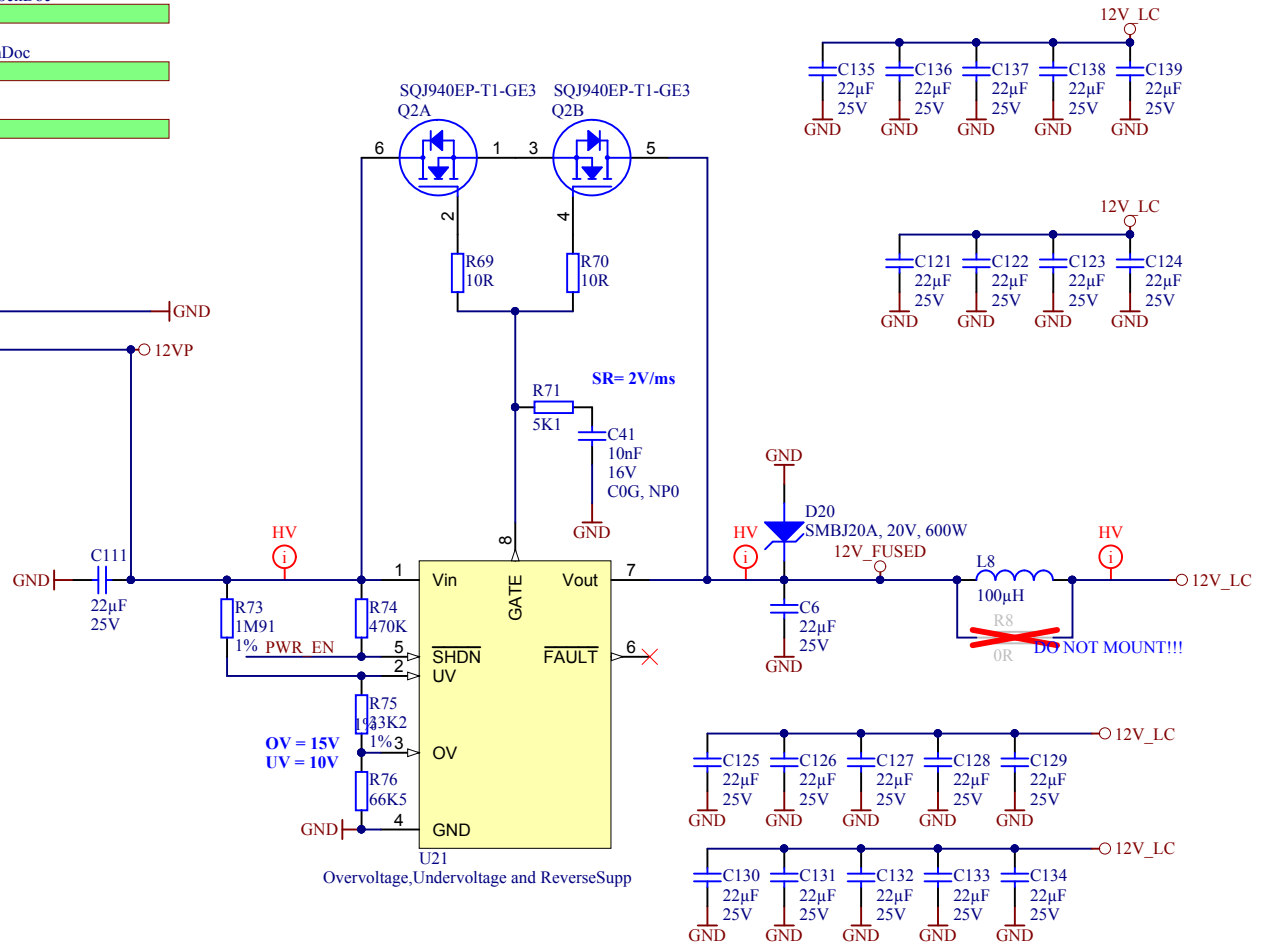 nDoc
12V_LC
C135
22µF
25V
GND
C136
22µF
25V
GND
C137
22µF
25V
GND
C138
22µF
25V
GND
C139
22µF
25V
GND
SQJ940EP-T1-GE3
Q2A
SQJ940EP-T1-GE3
Q2B
6
1
3
5
2
4
R69
10R
R70
10R
12V_LC
C121
22µF
25V
GND
C122
22µF
25V
GND
C123
22µF
25V
GND
C124
22µF
25V
GND
GND
12VP
SR= 2V/ms
R71
5K1
C41
10nF
16V
C0G, NP0
GND
GND
D20
SMBJ20A, 20V, 600W
12V_FUSED
HV
HV
HV
i
i
i
GND
C111
22µF
25V
8
1
Vin
GATE
Vout
7
L8
100µH
12V_LC
R73
1M91
1%
R74
470K
PWR_EN
5
SHDN
2
UV
FAULT
6
C6
22µF
25V
GND
R8
0R
DO NOT MOUNT!!!
R75
33K2
1%
1%
OV = 15V
UV = 10V
3
OV
R76
66K5
GND
4
GND
U21
Overvoltage,Undervoltage and ReverseSupp
12V_LC
C125
22µF
25V
GND
C126
22µF
25V
GND
C127
22µF
25V
GND
C128
22µF
25V
GND
C129
22µF
25V
GND
12V_LC
C130
22µF
25V
GND
C131
22µF
25V
GND
C132
22µF
25V
GND
C133
22µF
25V
GND
C134
22µF
25V
GND